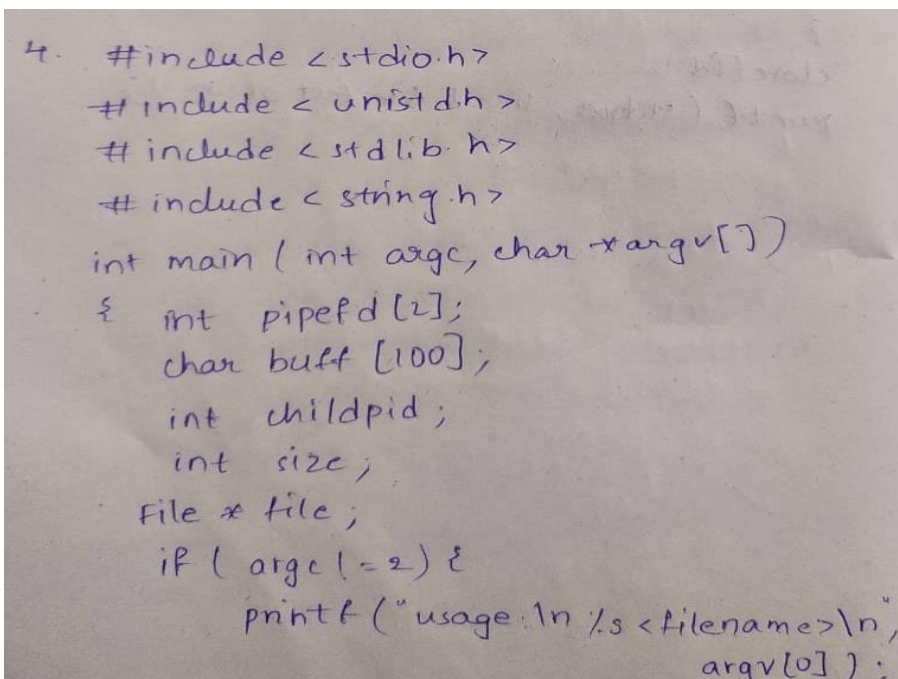 4. #include <stdio.h>
#include < unistd.h >
#include < stdlib.h>
#include < string.h>
int main ( int argc, char *argv[])
{ int pipefd [2];
char buff [100];
int childpid ;
int size ;
File * file ;
if ( argc != 2) {
printf ("usage:\n %s <filename>\n",
argv[0] );